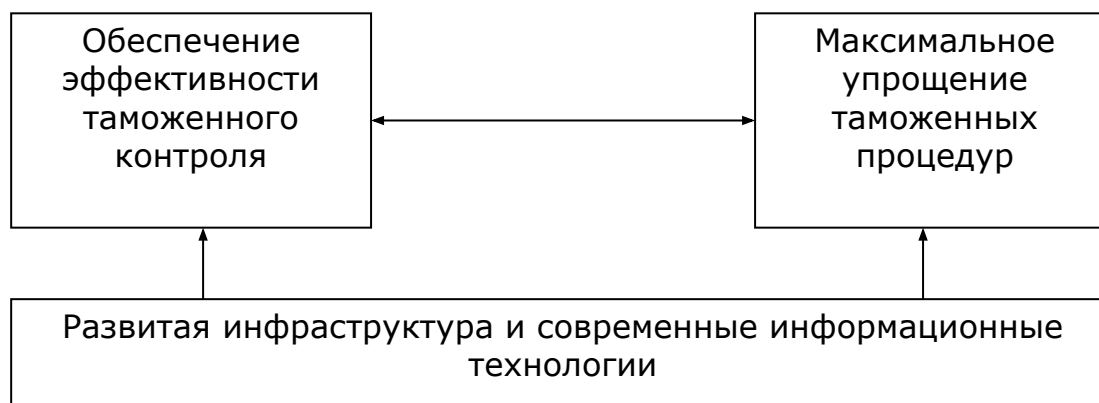 Обеспечение
эффективности
таможенного
контроля
Максимальное
упрощение
таможенных
процедур
Развитая инфраструктура и современные информационные
технологии